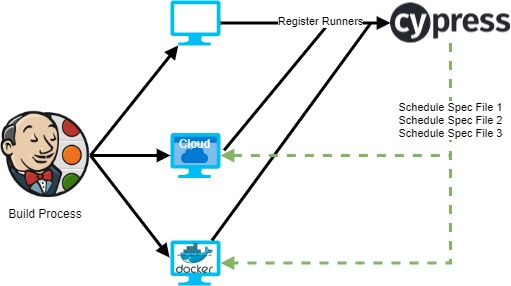 Register Runners
cypress
Schedule Spec File 1
Schedule Spec File 2
Schedule Spec File 3
Cloud
Build Process
docker